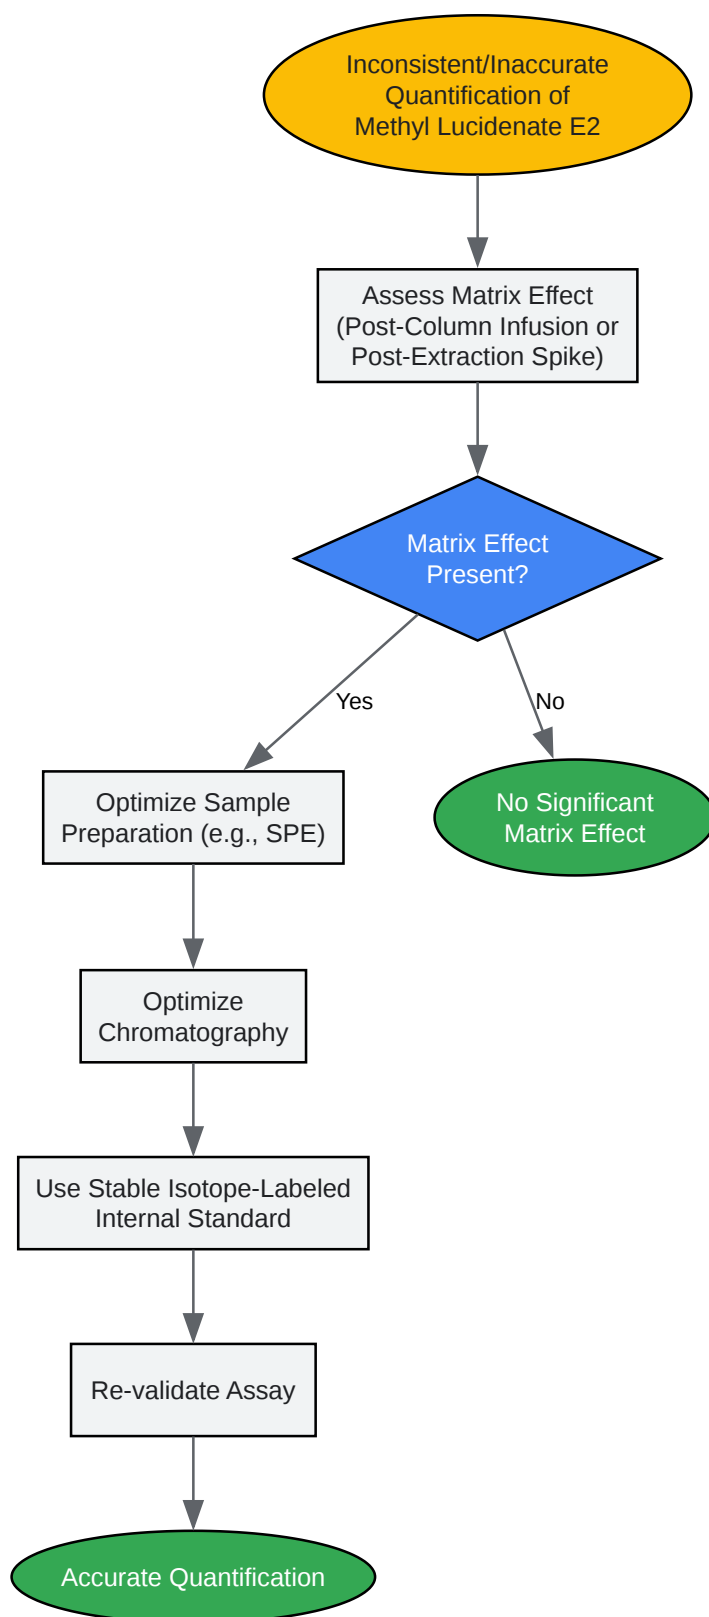 Inconsistent/Inaccurate
Quantification of
Methyl Lucidenate E2
Assess Matrix Effect
(Post-Column Infusion or
Post-Extraction Spike)
Matrix Effect
Present?
Yes
No
Optimize Sample
Preparation (e.g., SPE)
No Significant
Matrix Effect
Optimize
Chromatography
Use Stable Isotope-Labeled
Internal Standard
Re-validate Assay
Accurate Quantification